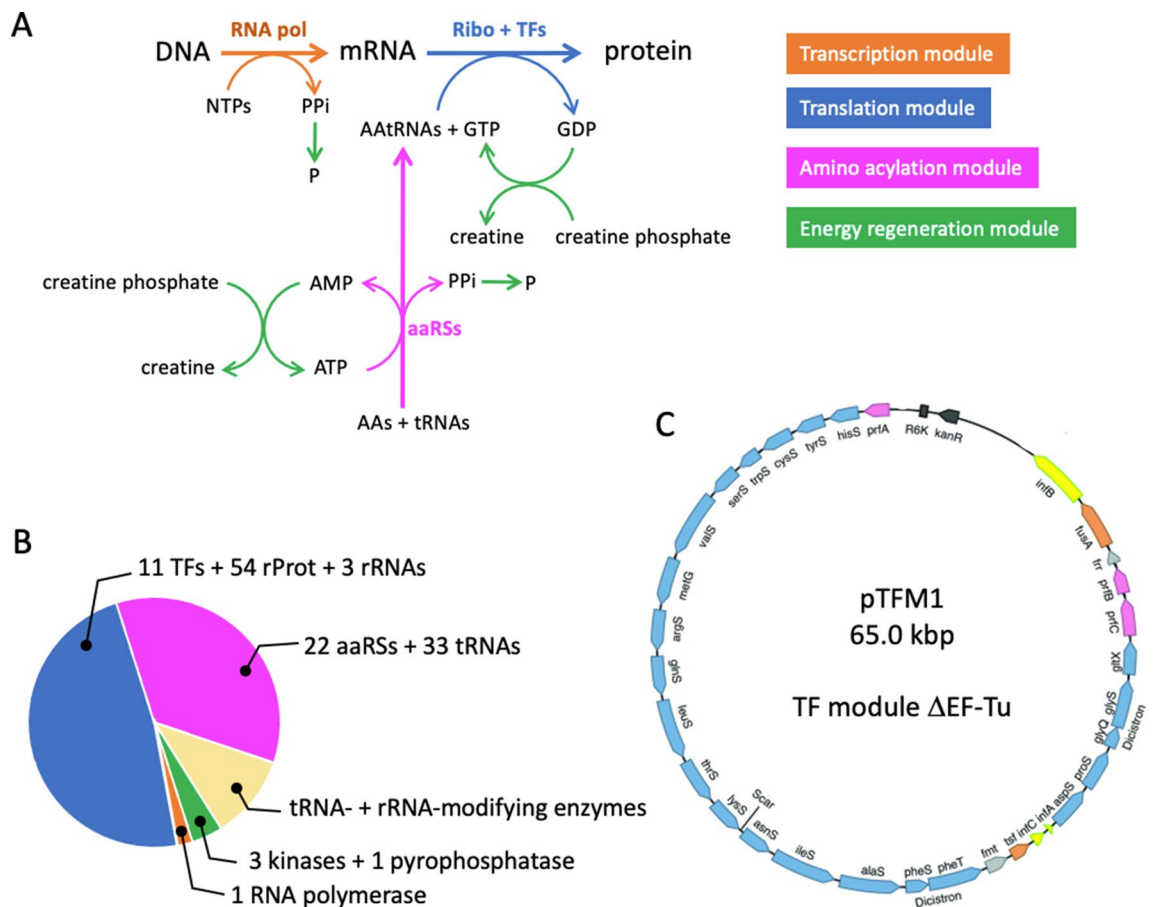 A
DNA
RNA pol
mRNA
Ribo + TFs
protein
NTPs
PPi
P
AAtRNAs + GTP
GDP
creatine
creatine phosphate
creatine phosphate
AMP
PPi
P
aaRSs
creatine
ATP
AAs + tRNAs
Transcription module
Translation module
Amino acylation module
Energy regeneration module
B
11 TFs + 54 rProt + 3 rRNAs
22 aaRSs + 33 tRNAs
tRNA- + rRNA-modifying enzymes
3 kinases + 1 pyrophosphatase
1 RNA polymerase
C
pTFM1
65.0 kbp
TF module ΔEF-Tu
R6K
kanR
infB
fusA
frr
prfB
prfC
gltX
glyS
glyQ
Dicistron
proS
aspS
infA
infC
tsf
fmt
pheT
pheS
Dicistron
alaS
ileS
asnS
Scar
lysS
thrS
leuS
glnS
argS
metG
valS
serS
trpS
cysS
tyrS
hisS
prfA